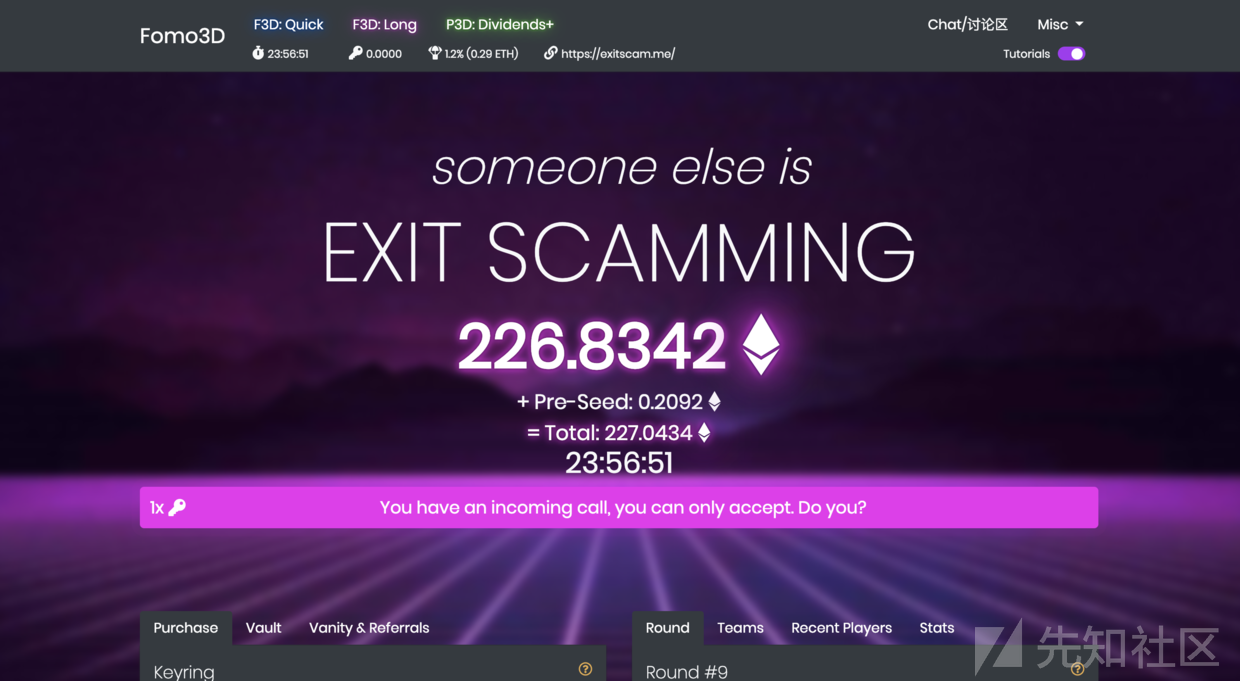 Fomo3D
F3D: Quick F3D: Long P3D: Dividends+
Chat/讨论区 Misc
23:56:51 0.0000 1.2% (0.29 ETH) https://exitscam.me/
Tutorials
someone else is
EXIT SCAMMING
226.8342
+ Pre-Seed: 0.2092
= Total: 227.0434
23:56:51
1x You have an incoming call, you can only accept. Do you?
Purchase Vault Vanity & Referrals
Round Teams Recent Players Stats
Keyring ?
Round #9 ?
先知社区